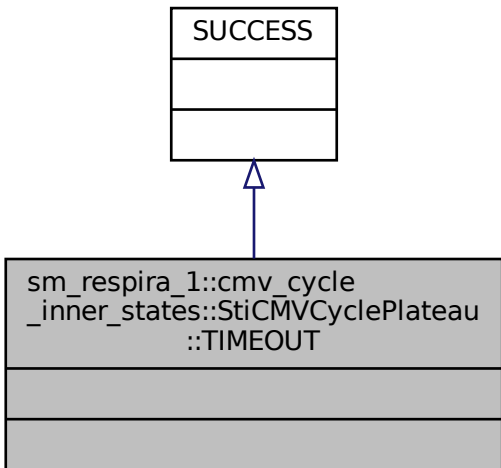 SUCCESS
sm_respira_1::cmv_cycle
_inner_states::StiCMVCyclePlateau
::TIMEOUT